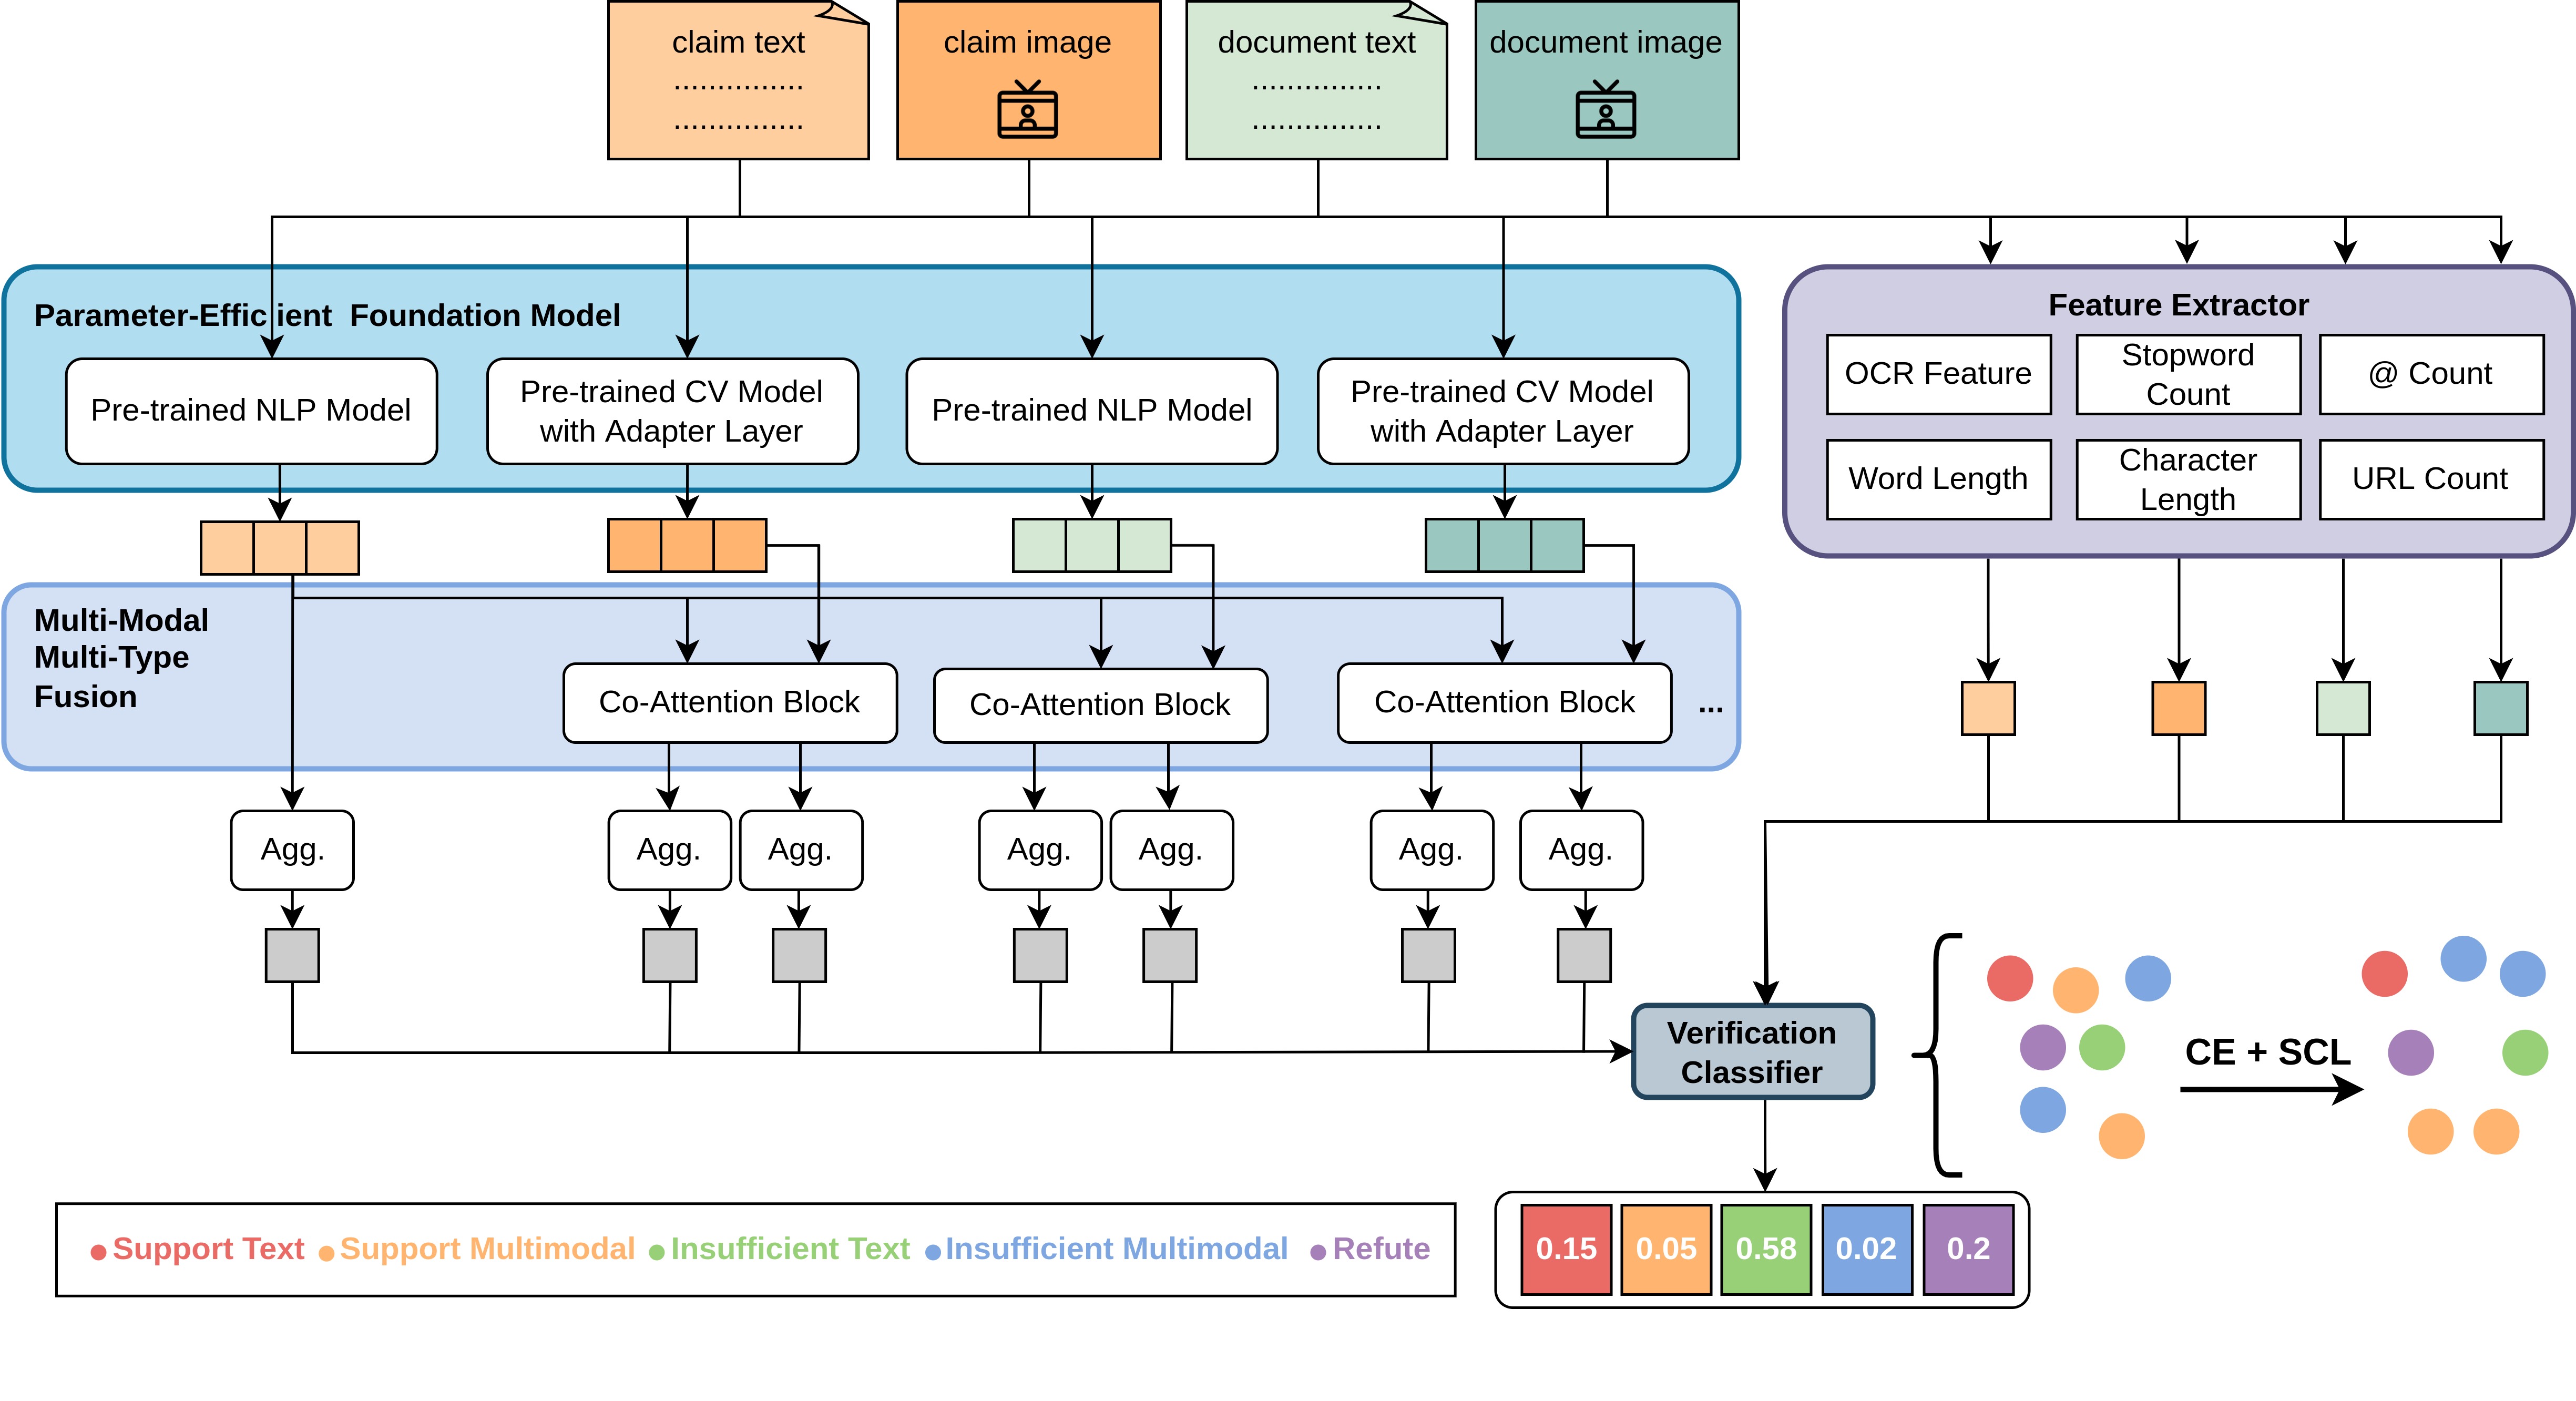 claim text
...............
...............
claim image
document text
...............
...............
document image
Parameter-Efficient Foundation Model
Pre-trained NLP Model
Pre-trained CV Model
with Adapter Layer
Pre-trained NLP Model
Pre-trained CV Model
with Adapter Layer
Feature Extractor
OCR Feature
Stopword
Count
@ Count
Word Length
Character
Length
URL Count
Multi-Modal
Multi-Type
Fusion
Co-Attention Block
Co-Attention Block
Co-Attention Block
...
Agg.
Agg.
Agg.
Agg.
Agg.
Agg.
Agg.
Verification
Classifier
CE + SCL
Support Text
Support Multimodal
Insufficient Text
Insufficient Multimodal
Refute
0.15
0.05
0.58
0.02
0.2